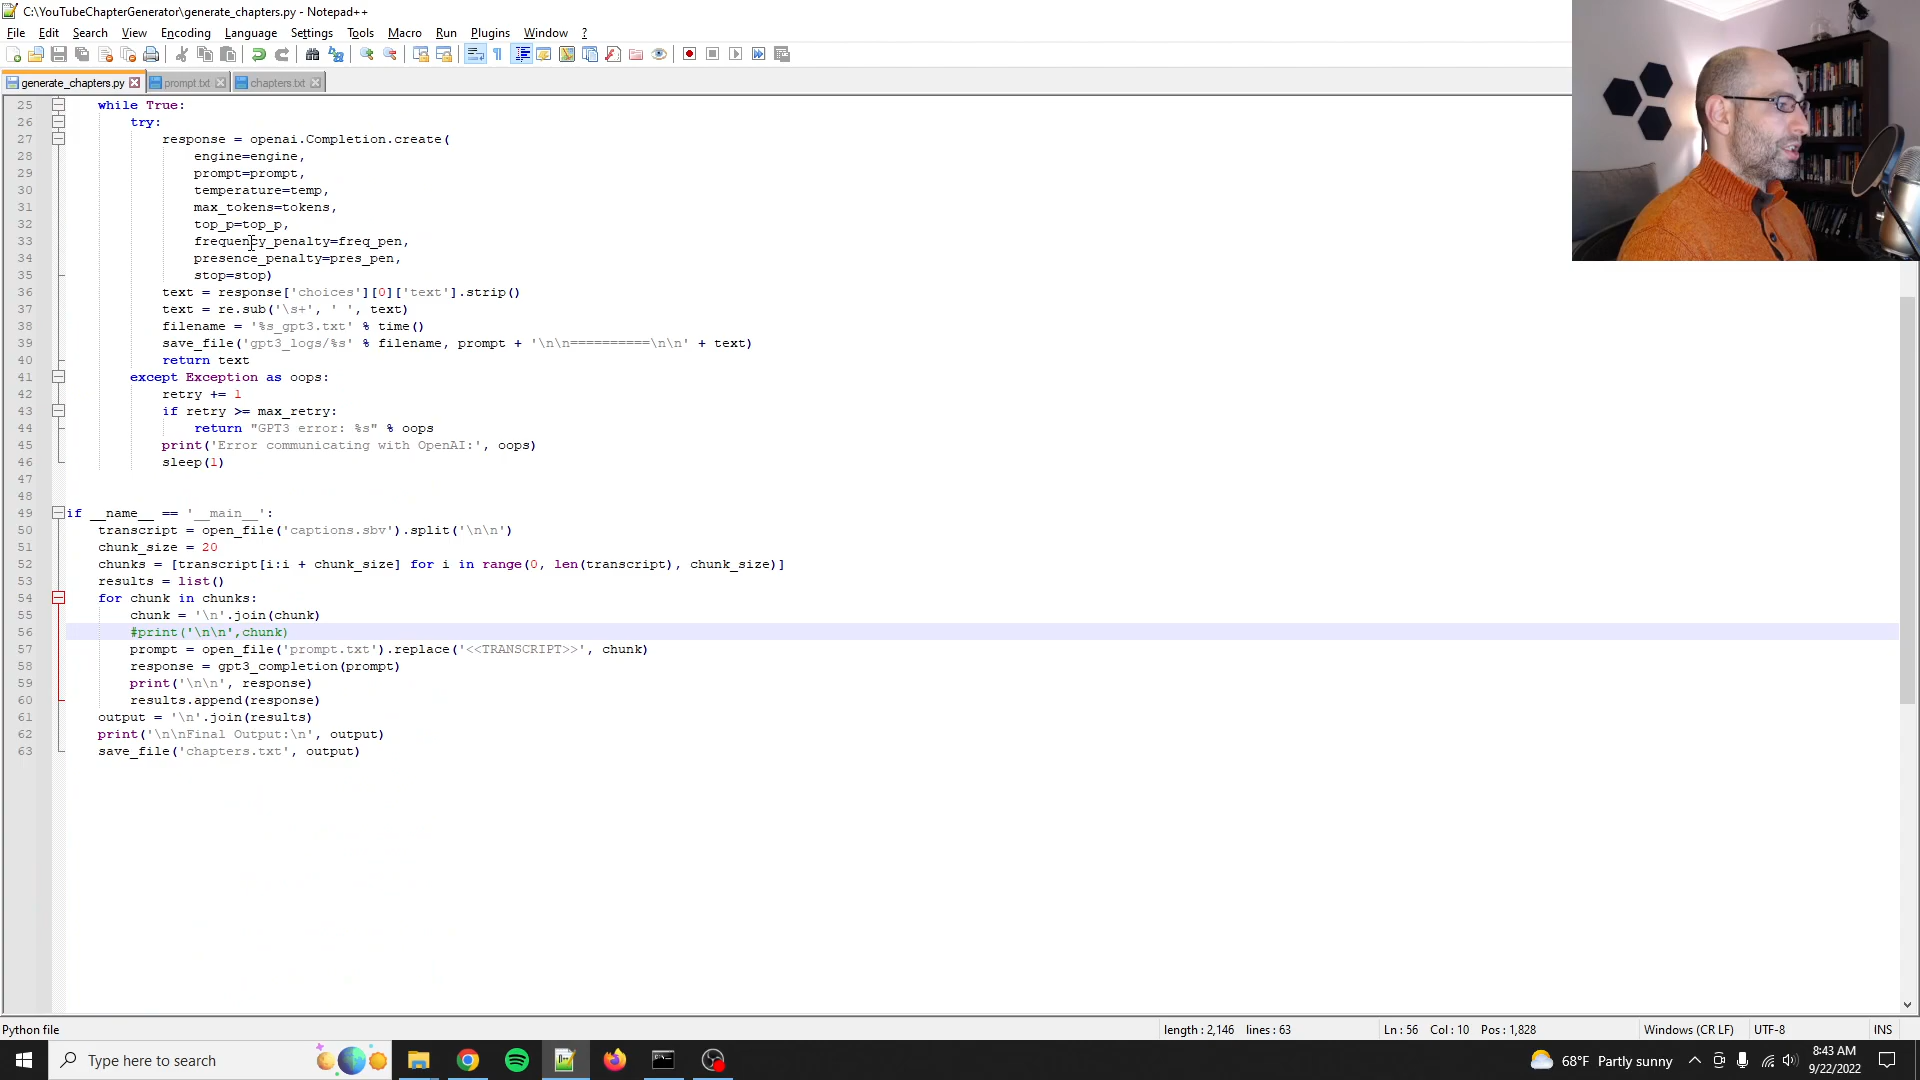 C:\YouTubeChapterGenerator\generate_chapters.py - Notepad++
File Edit Search View Encoding Language Settings Tools Macro Run Plugins Window ?
generate_chapters.py prompt.txt chapters.txt
25 while True:
26 try:
27 response = openai.Completion.create(
28 engine=engine,
29 prompt=prompt,
30 temperature=temp,
31 max_tokens=tokens,
32 top_p=top_p,
33 frequency_penalty=freq_pen,
34 presence_penalty=pres_pen,
35 stop=stop)
36 text = response['choices'][0]['text'].strip()
37 text = re.sub('\s+', ' ', text)
38 filename = '%s_gpt3.txt' % time()
39 save_file('gpt3_logs/%s' % filename, prompt + '\n\n==========\n\n' + text)
40 return text
41 except Exception as oops:
42 retry += 1
43 if retry >= max_retry:
44 return "GPT3 error: %s" % oops
45 print('Error communicating with OpenAI:', oops)
46 sleep(1)
47
48
49 if __name__ == '__main__':
50 transcript = open_file('captions.sbv').split('\n\n')
51 chunk_size = 20
52 chunks = [transcript[i:i + chunk_size] for i in range(0, len(transcript), chunk_size)]
53 results = list()
54 for chunk in chunks:
55 chunk = '\n'.join(chunk)
56 #print('\n\n',chunk)
57 prompt = open_file('prompt.txt').replace('<<TRANSCRIPT>>', chunk)
58 response = gpt3_completion(prompt)
59 print('\n\n', response)
60 results.append(response)
61 output = '\n'.join(results)
62 print('\n\nFinal Output:\n', output)
63 save_file('chapters.txt', output)
Python file length : 2,146 lines : 63 Ln : 56 Col : 10 Pos : 1,828 Windows (CR LF) UTF-8 INS
Type here to search 68°F Partly sunny 8:43 AM
9/22/2022